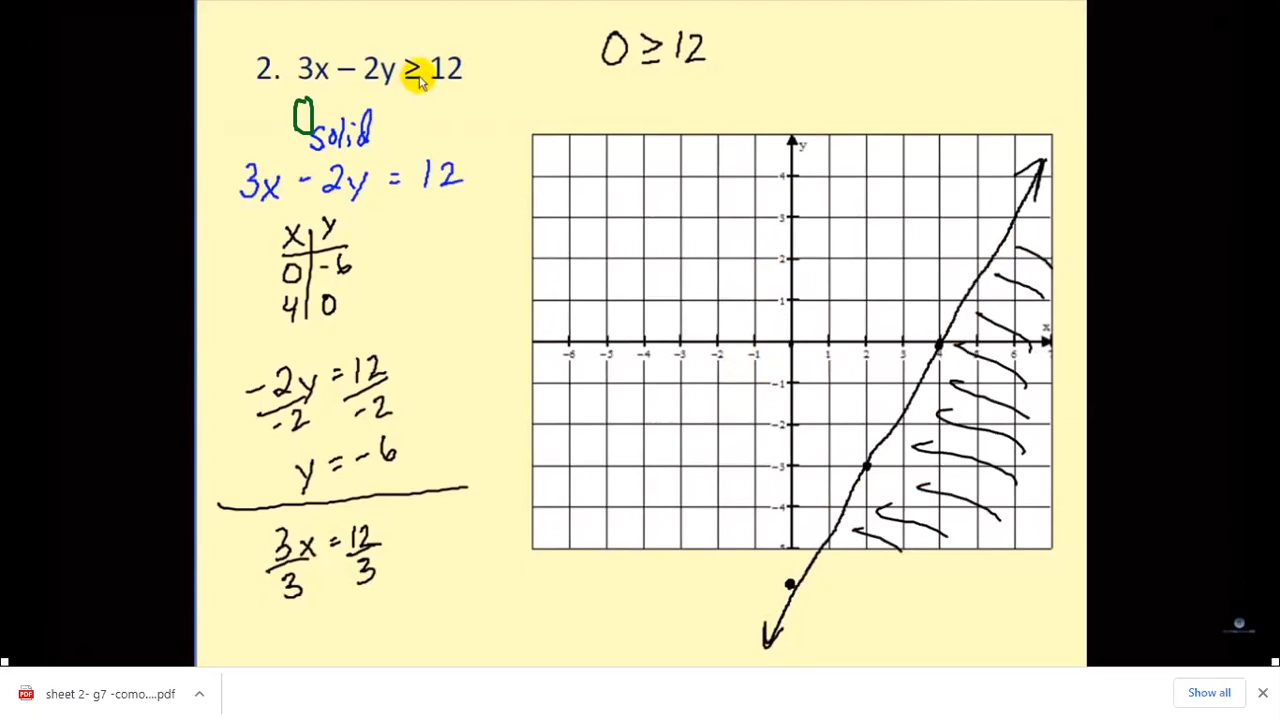 2. 3x – 2y ≥ 12
0 ≥ 12
0
solid
3x - 2y = 12
x y
0 -6
4 0
-2y = 12
-2 -2
y = -6
3x = 12
3 3
y
4
3
2
1
x
-6 -5 -4 -3 -2 -1 1 2 3 4 6 7
-1
-2
-3
-4
sheet 2- g7 -como....pdf
Show all